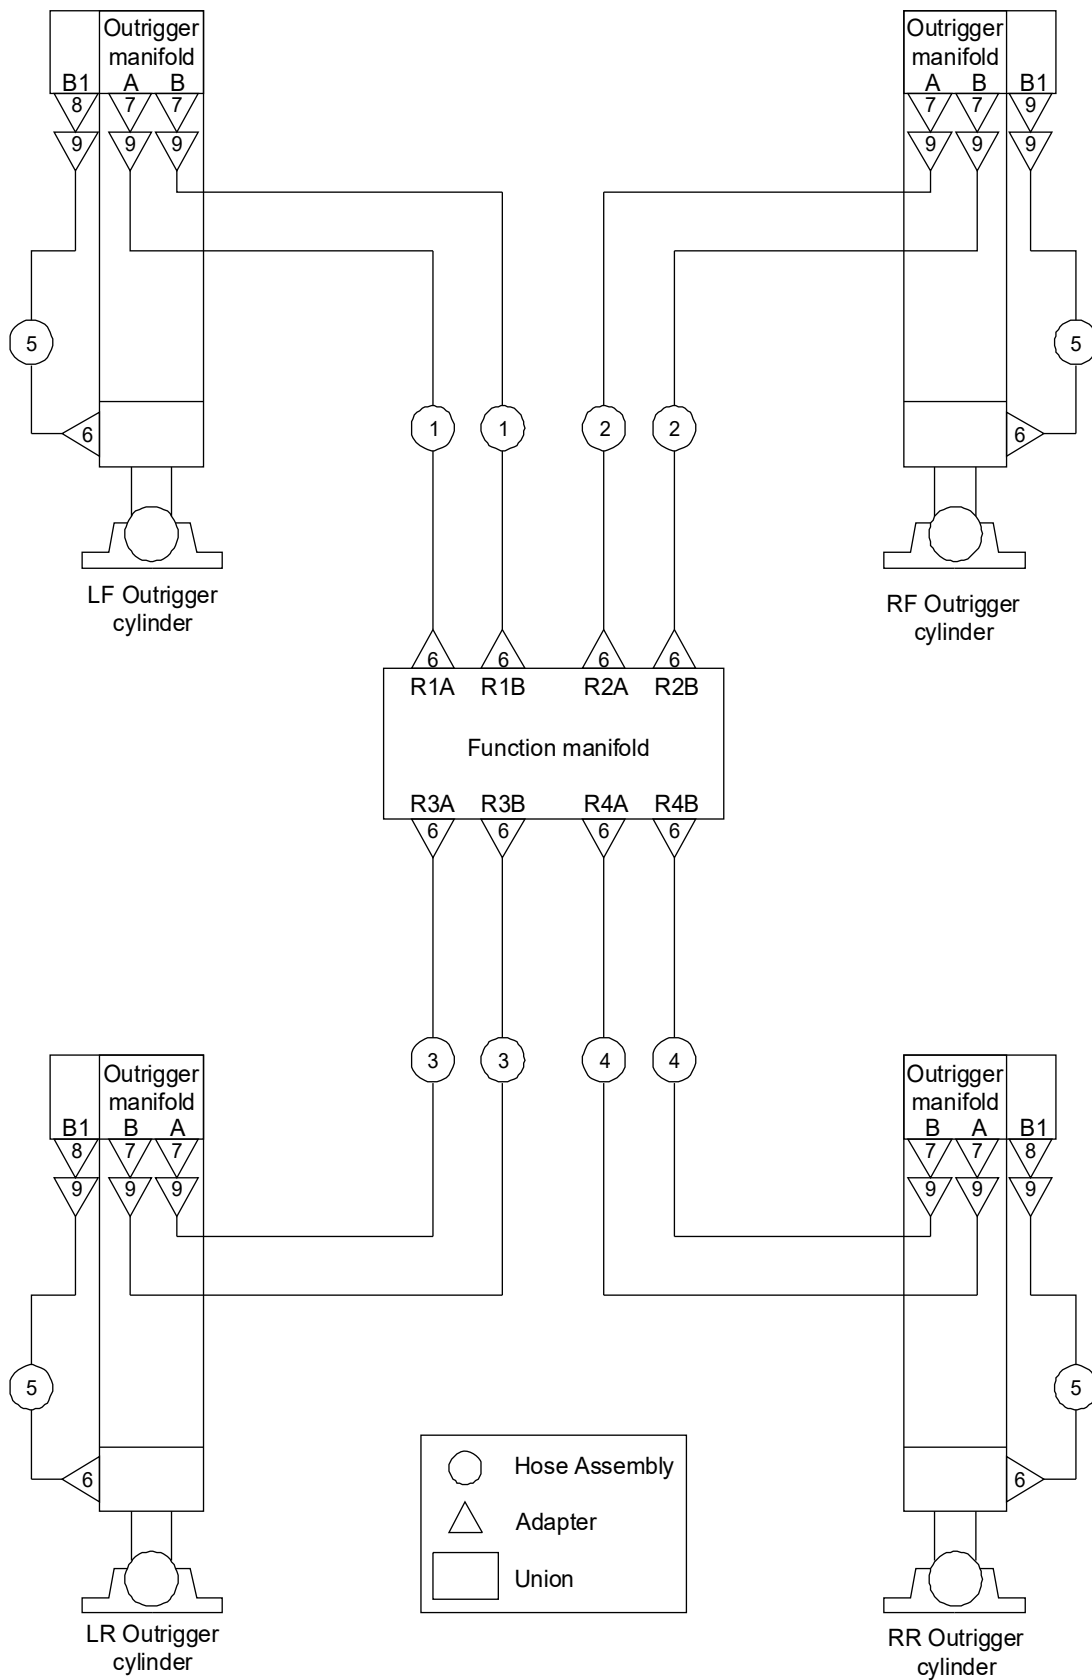 Outrigger
manifold
B1 A B
8 7 7
9 9 9
5
6
LF Outrigger
cylinder
Outrigger
manifold
A B B1
7 7 9
9 9 9
5
6
RF Outrigger
cylinder
1 1 2 2
6 6 6 6
R1A R1B R2A R2B
Function manifold
R3A R3B R4A R4B
6 6 6 6
3 3 4 4
Outrigger
manifold
B1 B A
8 7 7
9 9 9
5
6
LR Outrigger
cylinder
Outrigger
manifold
B A B1
7 7 8
9 9 9
5
6
RR Outrigger
cylinder
Hose Assembly
Adapter
Union